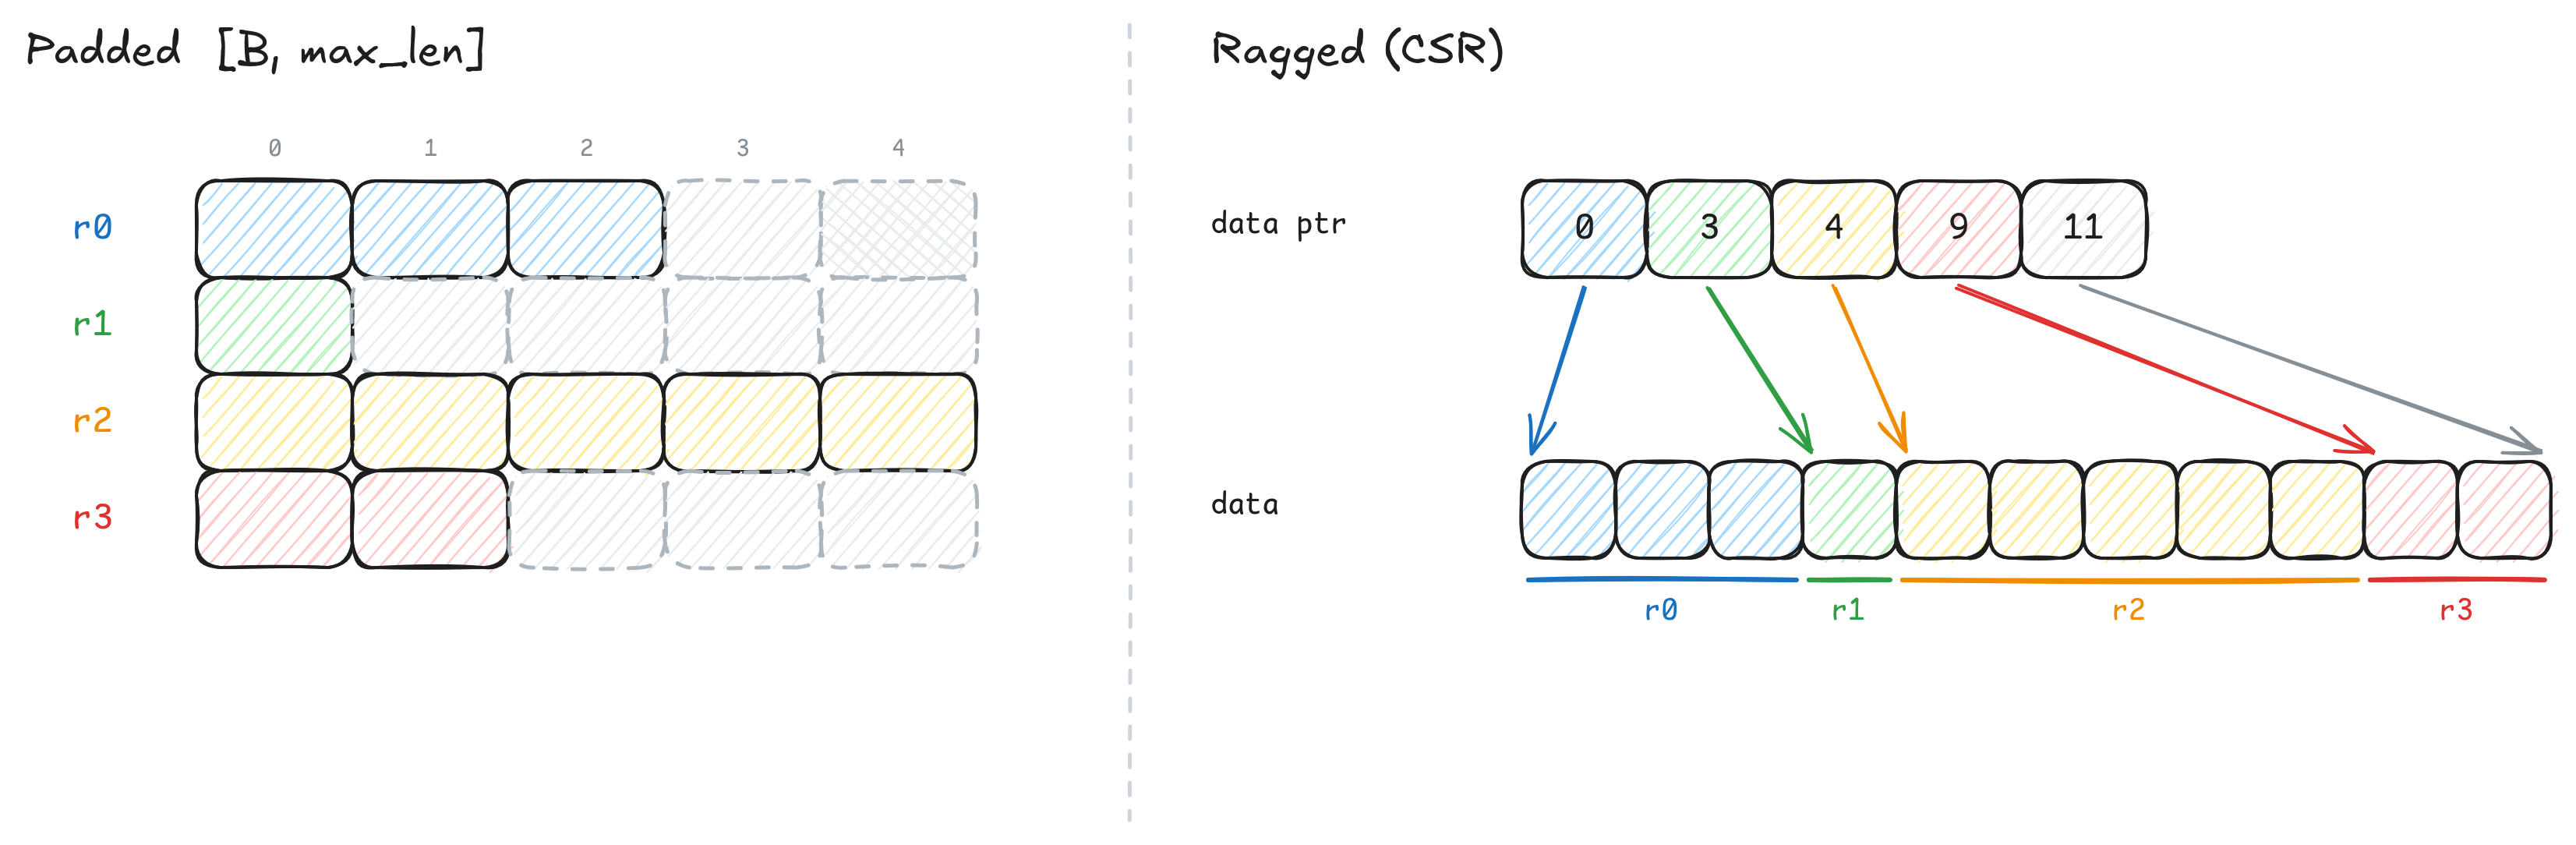 Padded [B, max_len]
0 1 2 3 4
r0
r1
r2
r3
Ragged (CSR)
data ptr 0 3 4 9 11
data
r0 r1 r2 r3